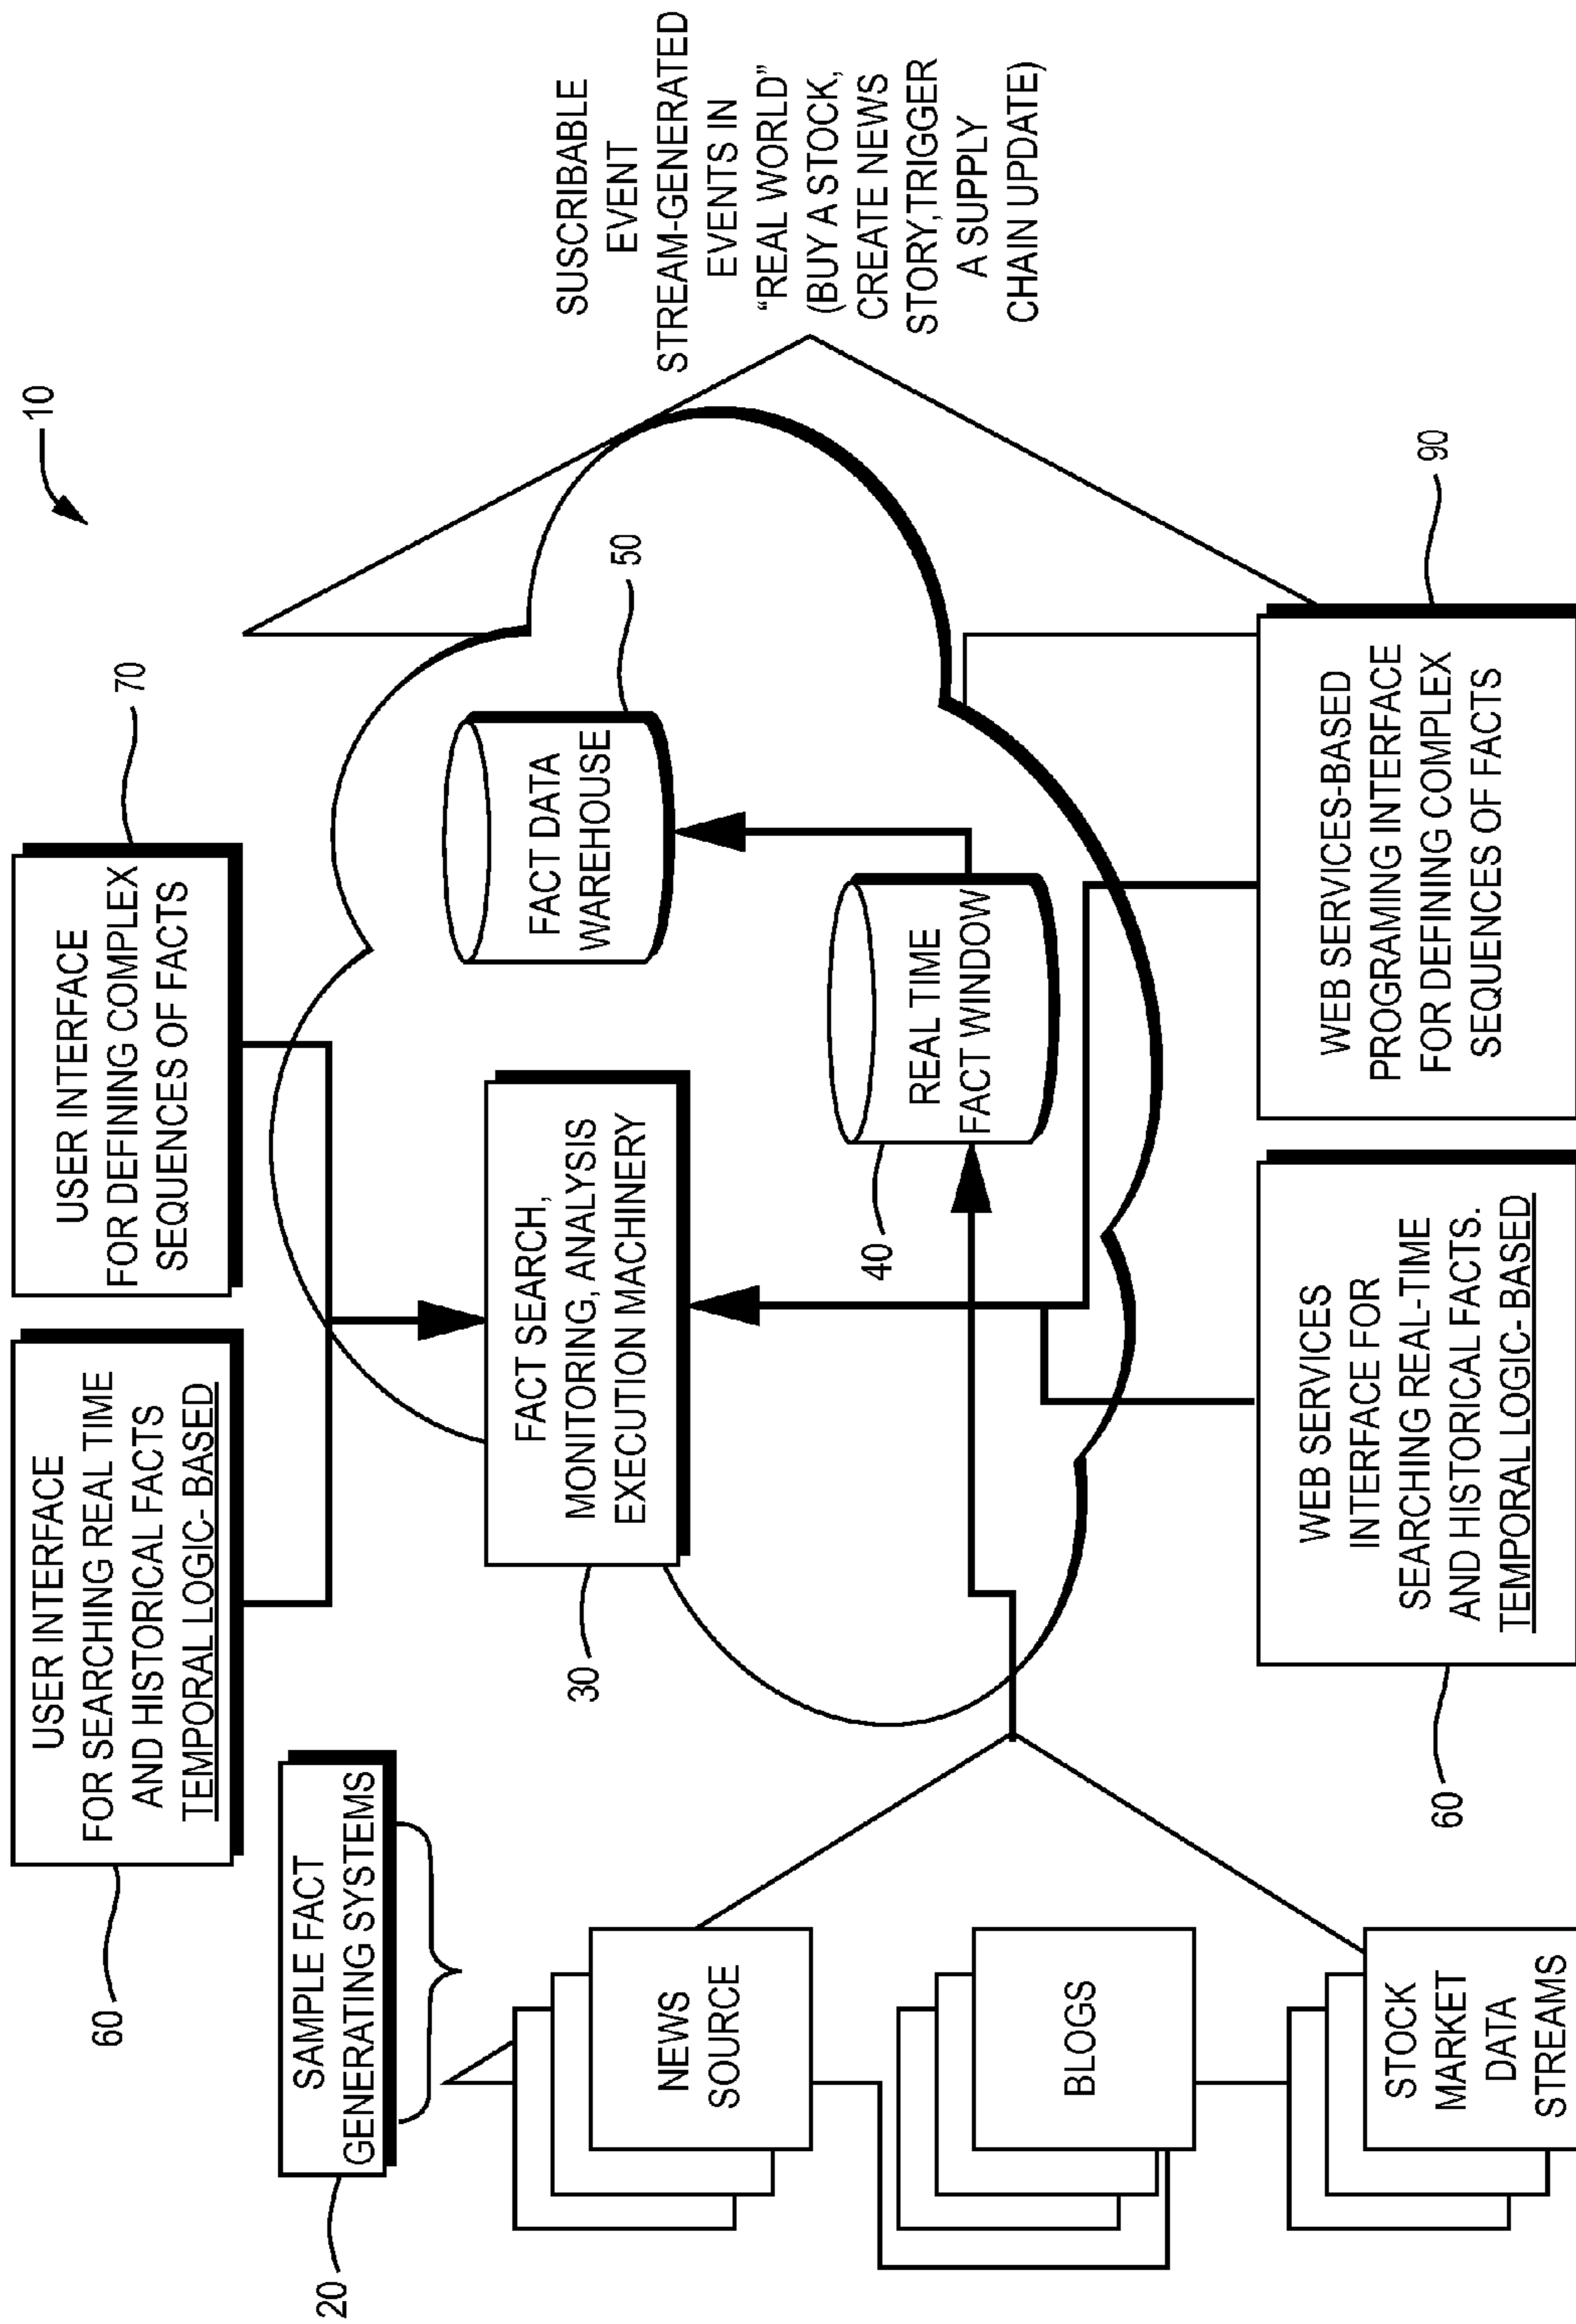 10
USER INTERFACE
FOR SEARCHING REAL TIME
AND HISTORICAL FACTS
TEMPORAL LOGIC- BASED
60
USER INTERFACE
FOR DEFINING COMPLEX
SEQUENCES OF FACTS
70
SAMPLE FACT
GENERATING SYSTEMS
20
NEWS
SOURCE
BLOGS
STOCK
MARKET
DATA
STREAMS
FACT SEARCH,
MONITORING, ANALYSIS
EXECUTION MACHINERY
30
FACT DATA
WAREHOUSE
50
REAL TIME
FACT WINDOW
40
SUSCRIBABLE
EVENT
STREAM-GENERATED
EVENTS IN
“REAL WORLD”
(BUY A STOCK,
CREATE NEWS
STORY,TRIGGER
A SUPPLY
CHAIN UPDATE)
WEB SERVICES
INTERFACE FOR
SEARCHING REAL-TIME
AND HISTORICAL FACTS.
TEMPORAL LOGIC- BASED
60
WEB SERVICES-BASED
PROGRAMING INTERFACE
FOR DEFINING COMPLEX
SEQUENCES OF FACTS
90